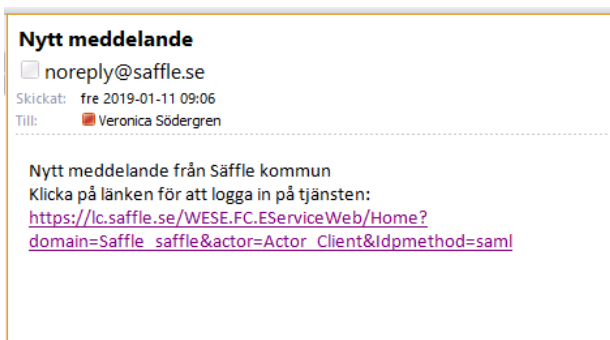 Nytt meddelande
noreply@saffle.se
Skickat: fre 2019-01-11 09:06
Till: Veronica Södergren
Nytt meddelande från Säffle kommun
Klicka på länken för att logga in på tjänsten:
https://lc.saffle.se/WESE.FC.EServiceWeb/Home?
domain=Saffle_saffle&actor=Actor_Client&Idpmethod=saml